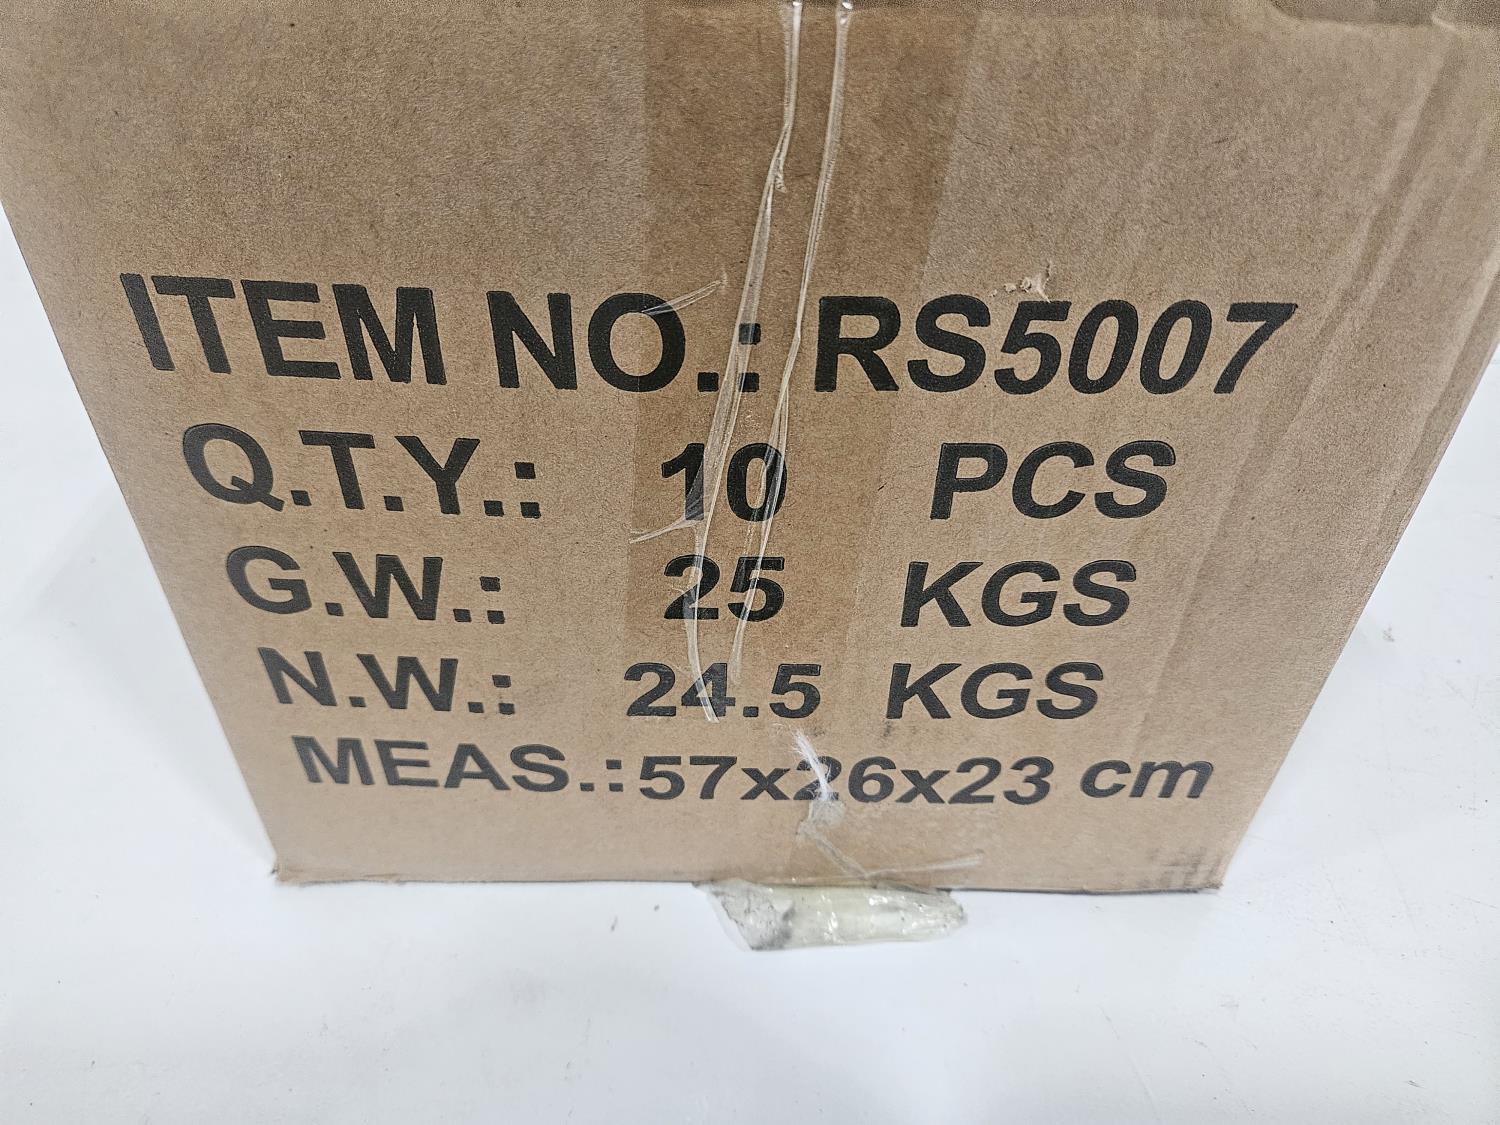 ITEM NO.: RS5007
Q.T.Y.: 10 PCS
G.W.: 25 KGS
N.W.: 24.5 KGS
MEAS.:57x26x23 cm